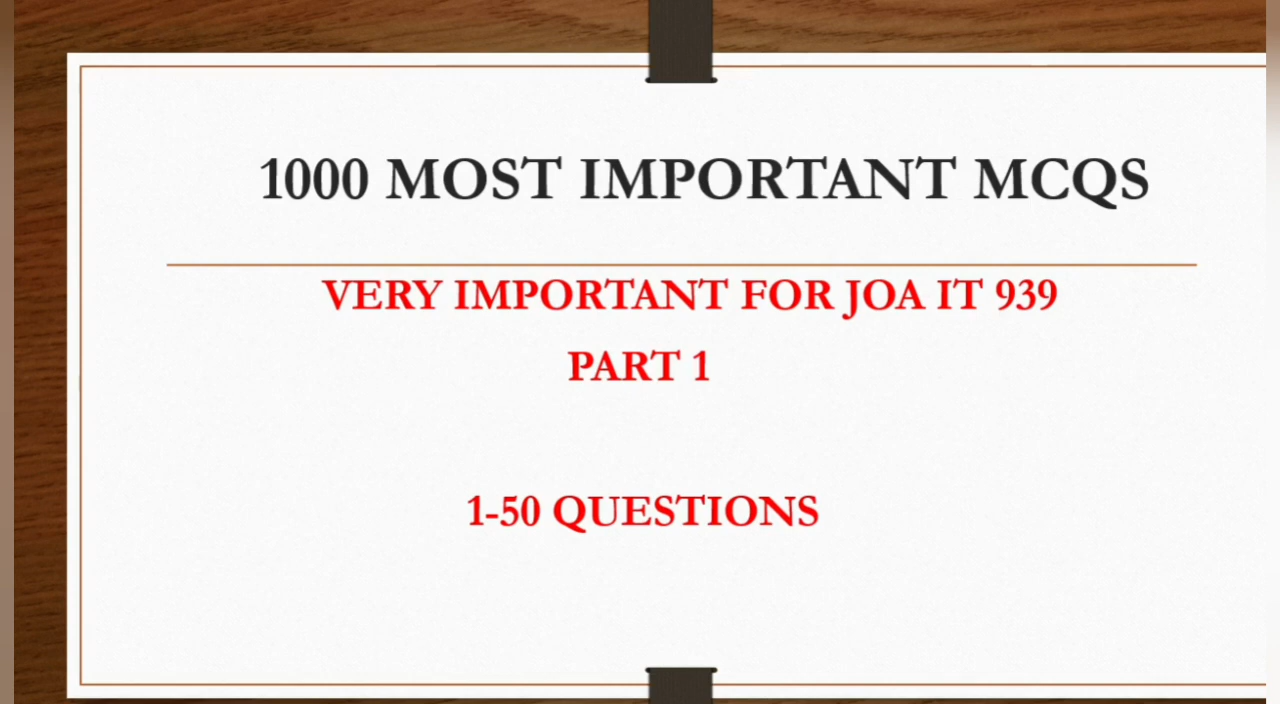 1000 MOST IMPORTANT MCQS
VERY IMPORTANT FOR JOA IT 939
PART 1
1-50 QUESTIONS